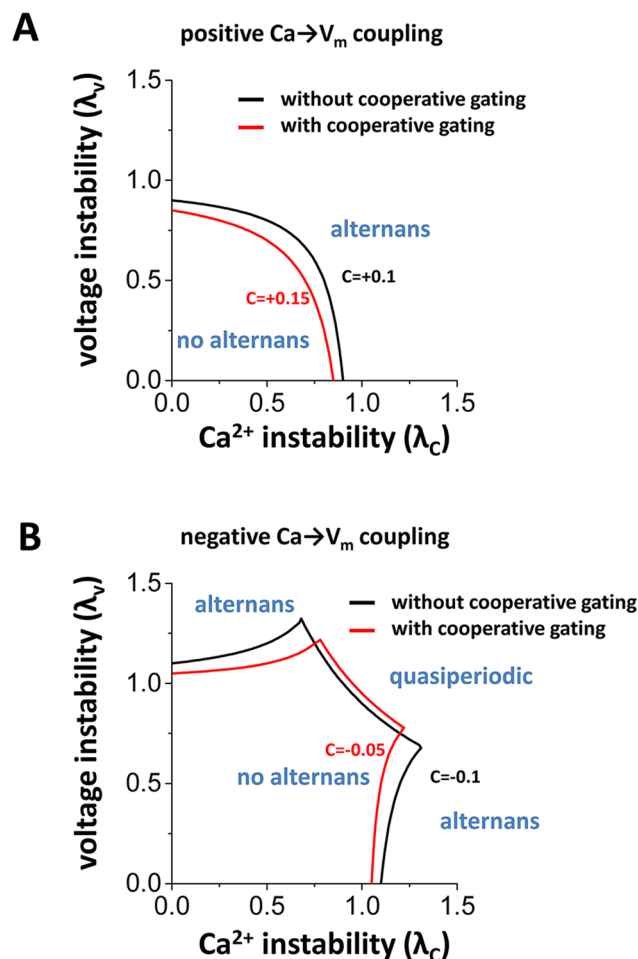 A
positive Ca→Vm coupling
voltage instability (λv)
1.5
1.0
0.5
0.0
without cooperative gating
with cooperative gating
alternans
C=+0.1
C=+0.15
no alternans
0.0 0.5 1.0 1.5
Ca²⁺ instability (λC)
B
negative Ca→Vm coupling
voltage instability (λv)
1.5
1.0
0.5
0.0
alternans
without cooperative gating
with cooperative gating
quasiperiodic
C=-0.05
no alternans
C=-0.1
alternans
0.0 0.5 1.0 1.5
Ca²⁺ instability (λC)